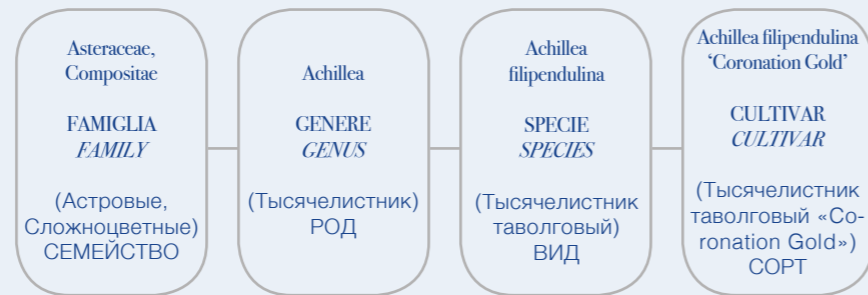 Asteraceae,
Compositae
FAMIGLIA
FAMILY
(Астровые,
Сложноцветные)
СЕМЕЙСТВО
Achillea
GENERE
GENUS
(Тысячелистник)
РОД
Achillea
filipendulina
SPECIE
SPECIES
(Тысячелистник
таволговый)
ВИД
Achillea filipendulina
‘Coronation Gold’
CULTIVAR
CULTIVAR
(Тысячелистник
таволговый «Co-
ronation Gold»)
СОРТ